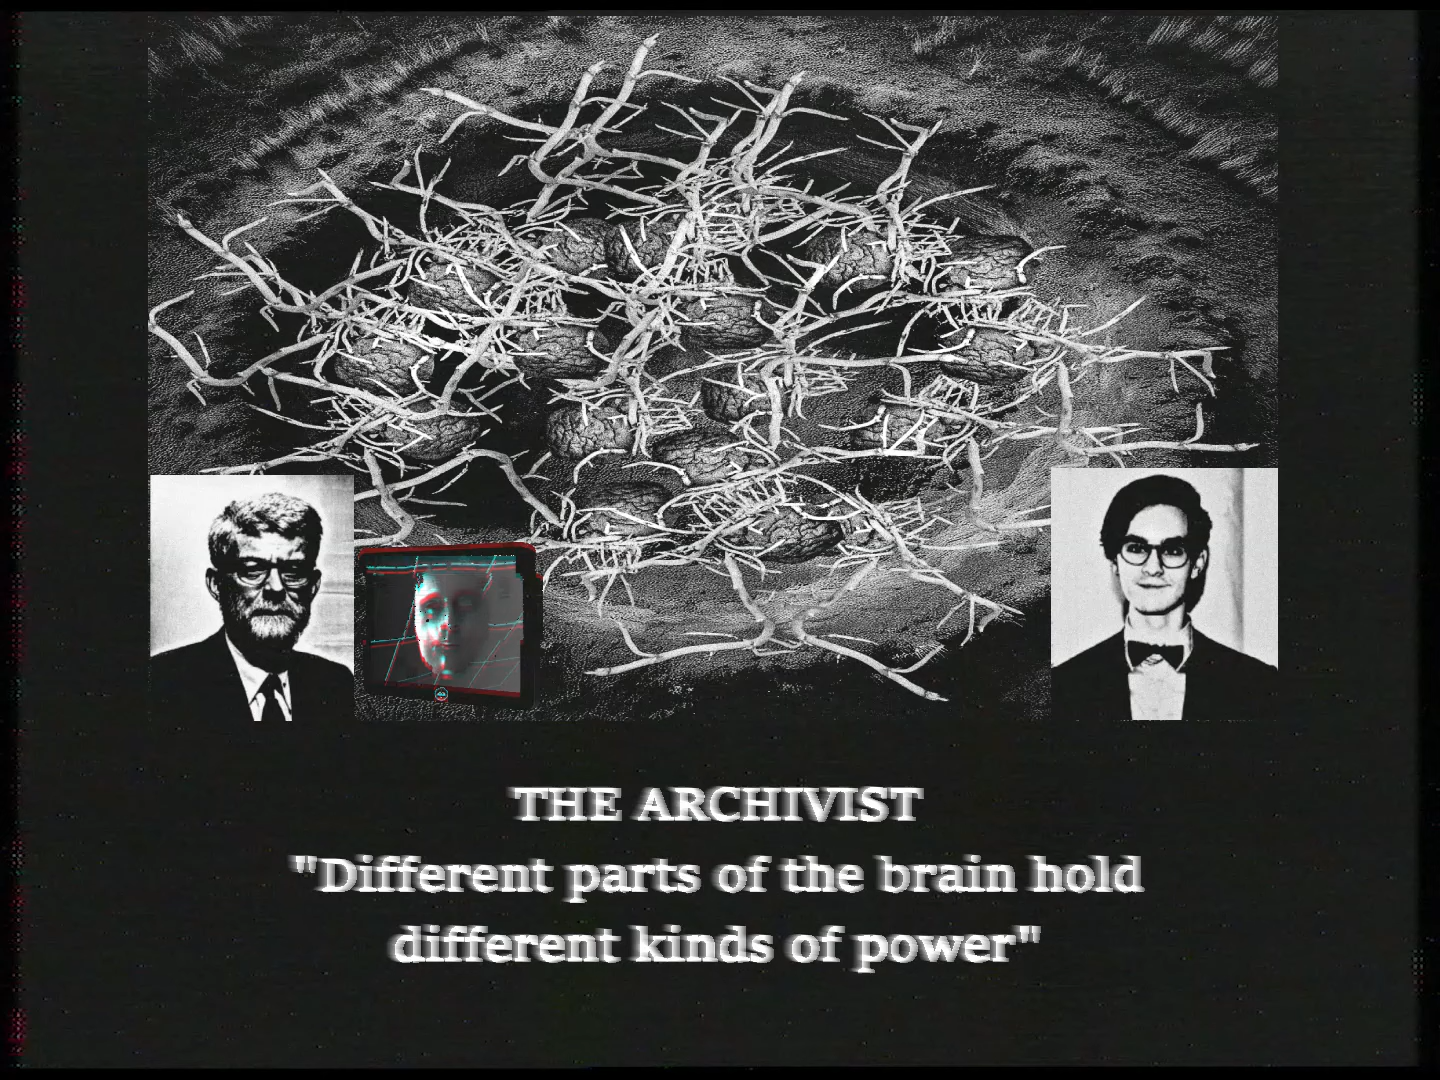 THE ARCHIVIST
"Different parts of the brain hold
different kinds of power"